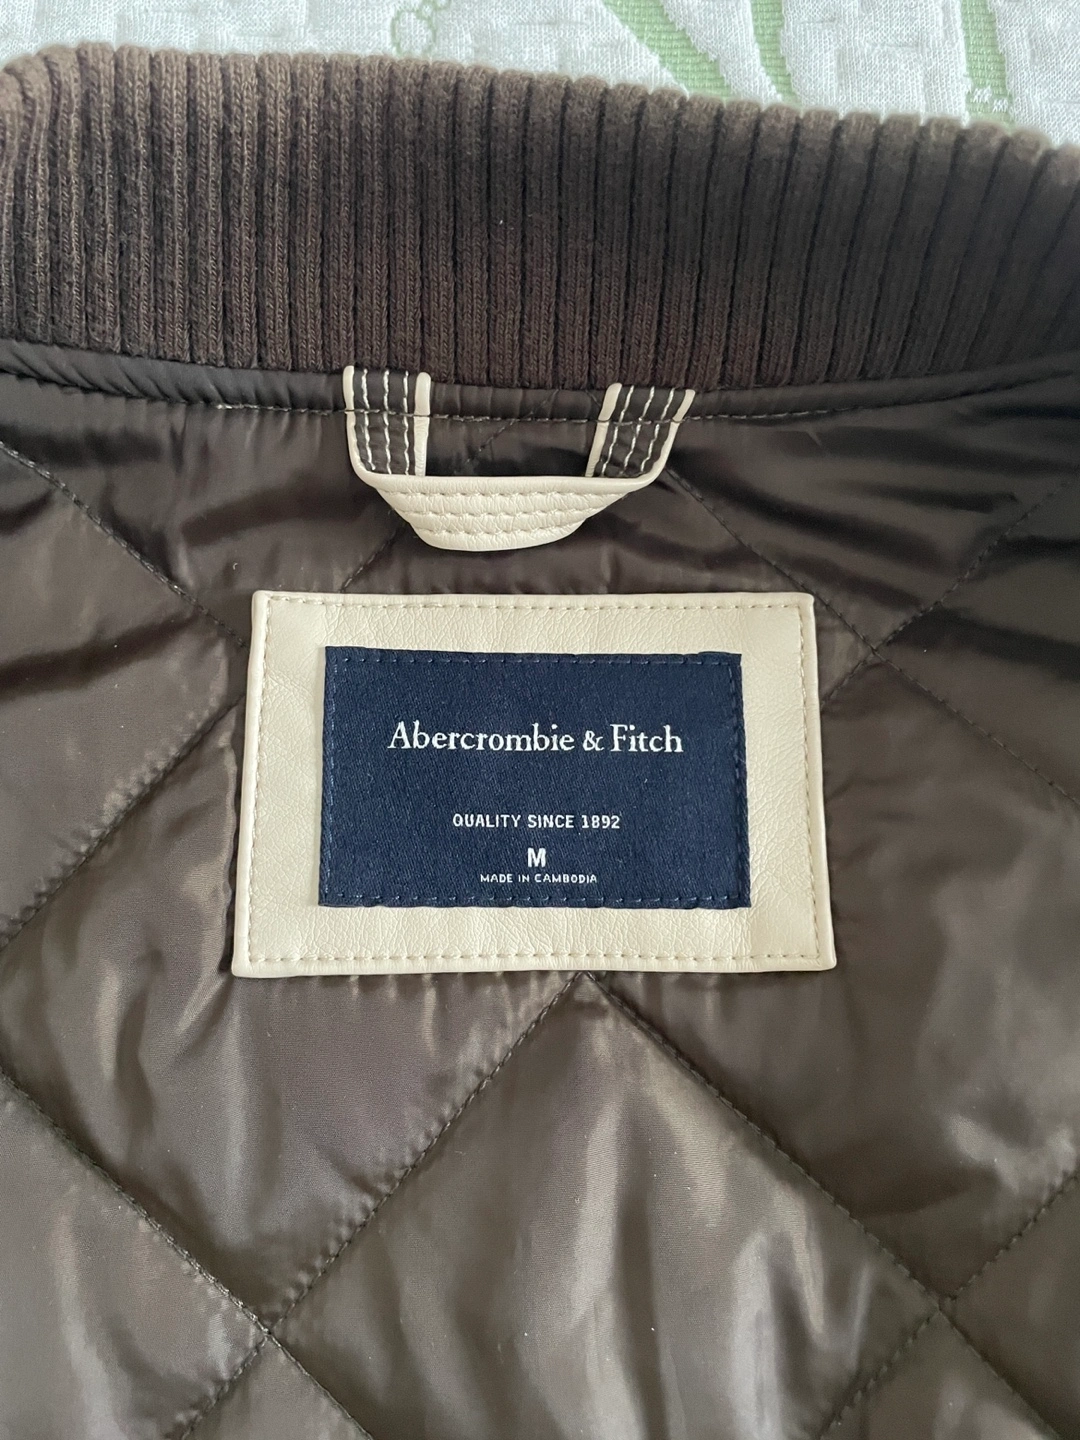 Abercrombie & Fitch
QUALITY SINCE 1892
M
MADE IN CAMBODIA